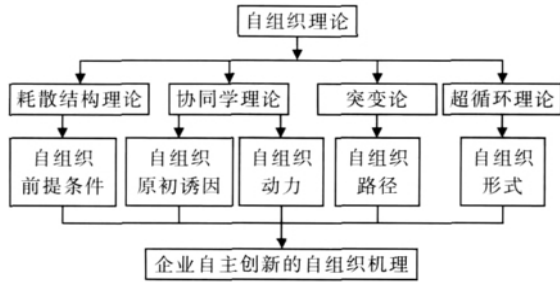 自组织理论
耗散结构理论
协同学理论
突变论
超循环理论
自组织
前提条件
自组织
原初诱因
自组织
动力
自组织
路径
自组织
形式
企业自主创新的自组织机理